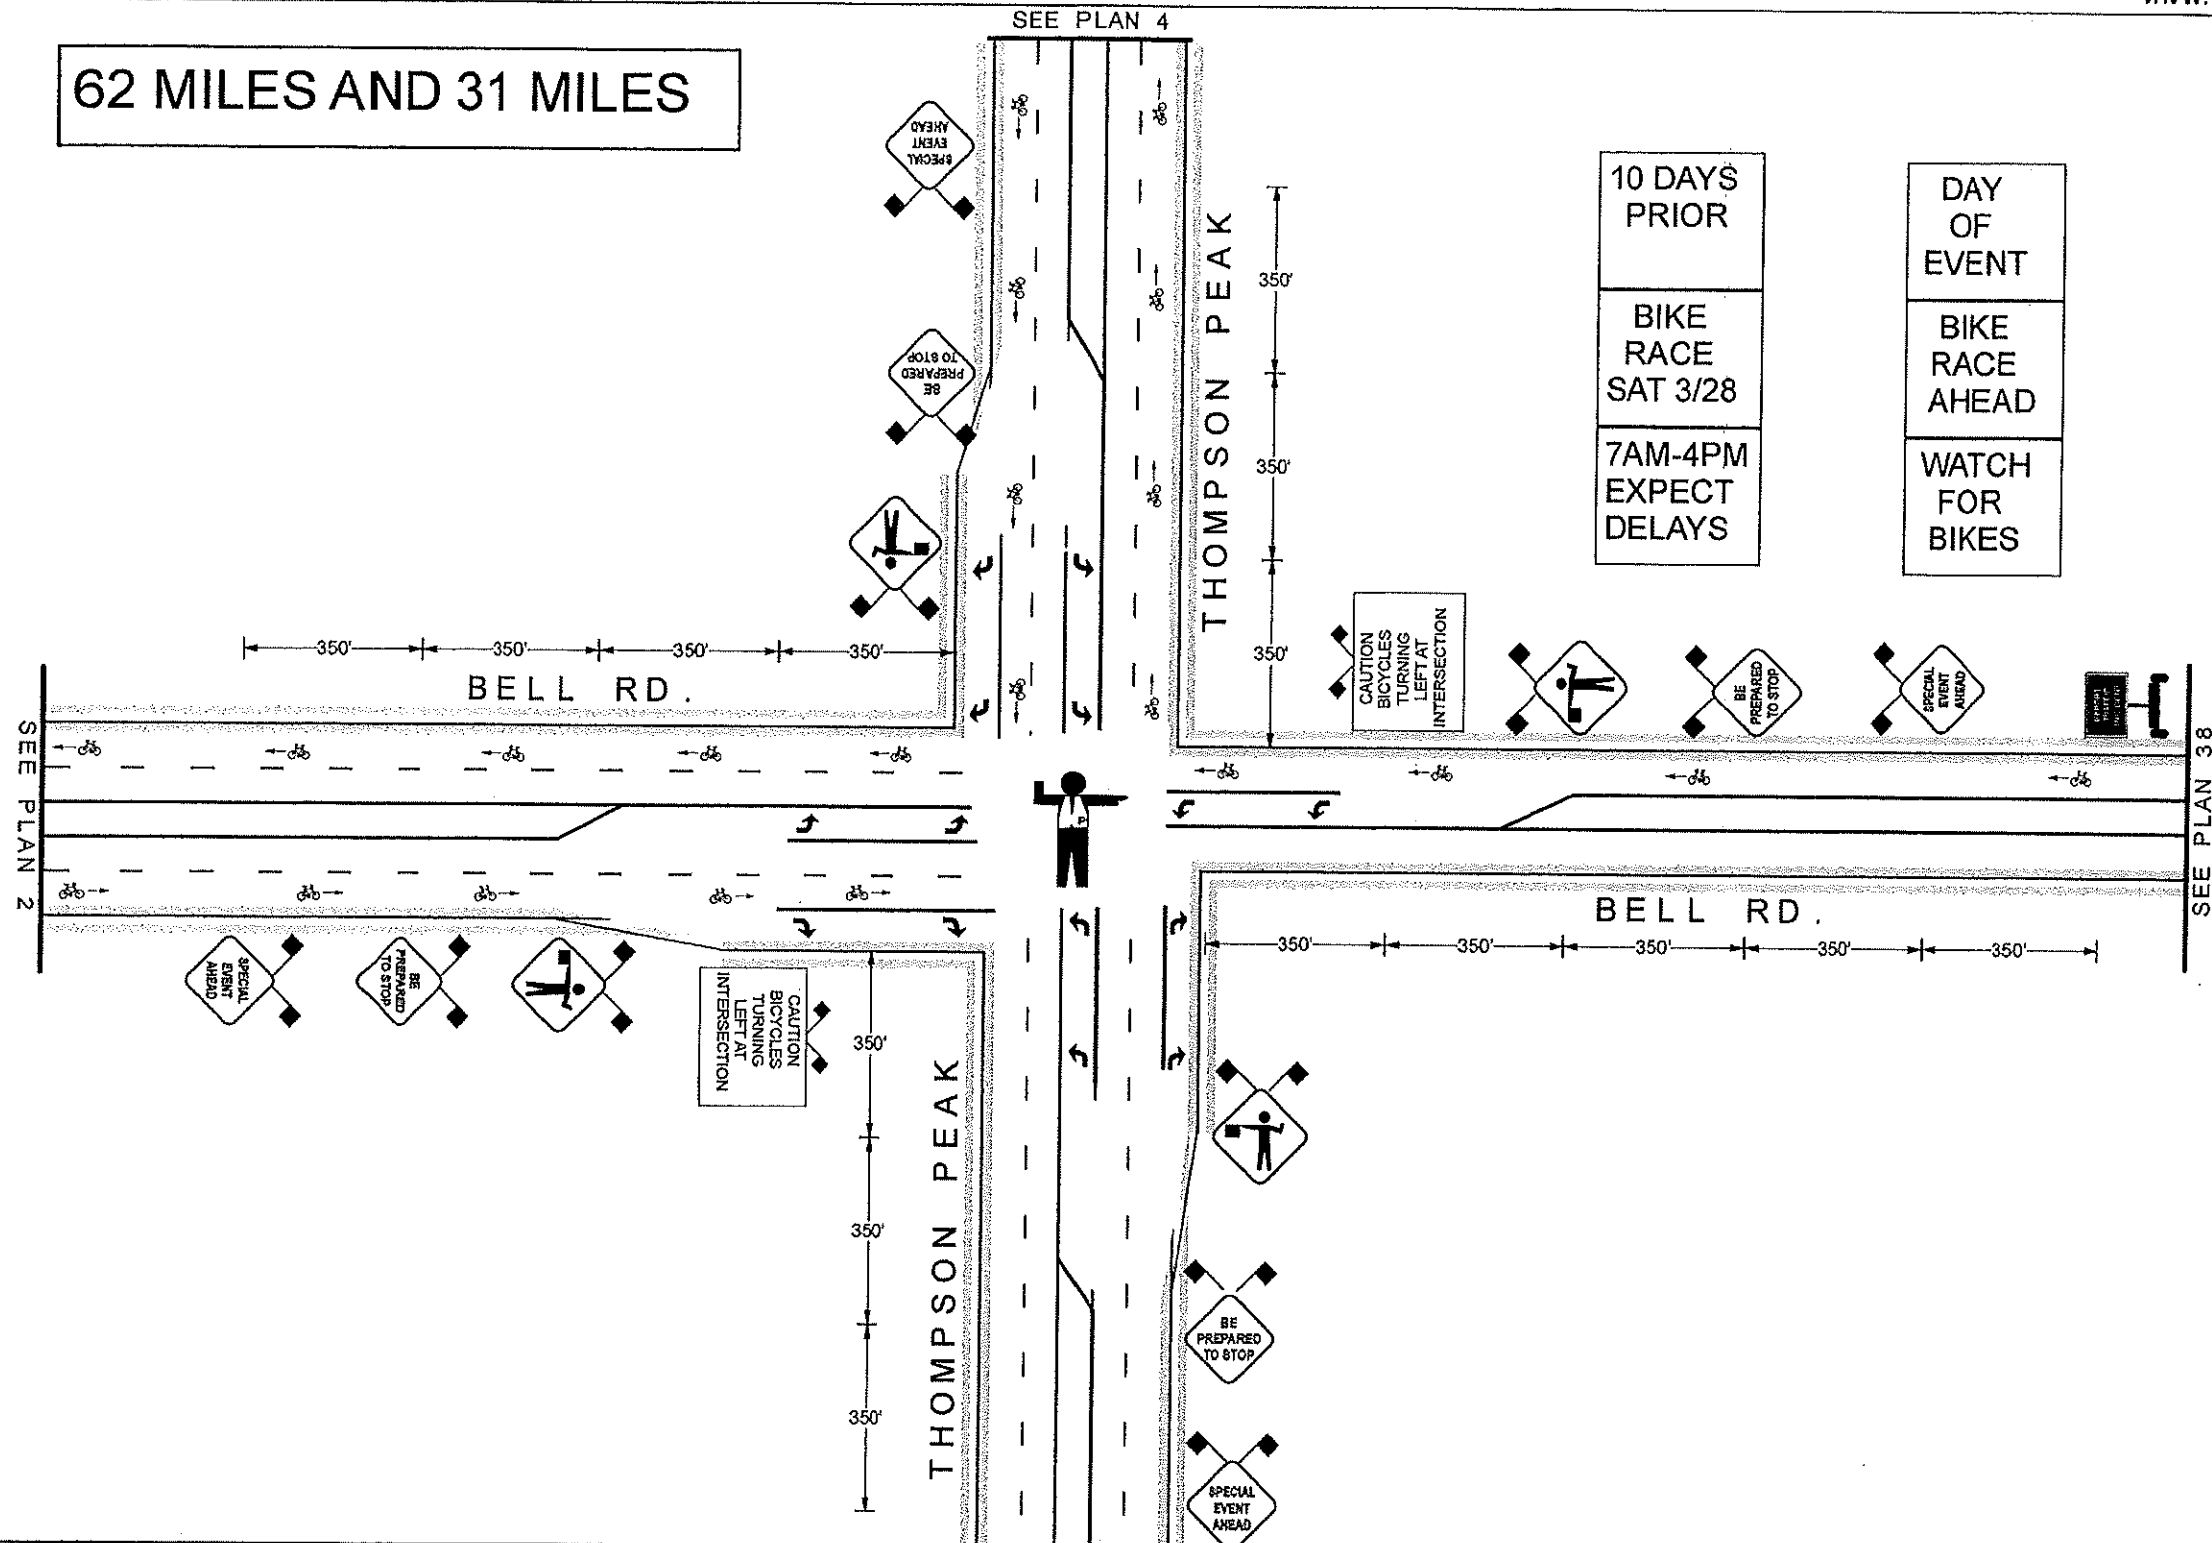 SEE PLAN 4
62 MILES AND 31 MILES
SPECIAL
EVENT
AHEAD
BE
PREPARED
TO STOP
THOMPSON PEAK
350'
350'
350'
10 DAYS
PRIOR
BIKE
RACE
SAT 3/28
7AM-4PM
EXPECT
DELAYS
DAY
OF
EVENT
BIKE
RACE
AHEAD
WATCH
FOR
BIKES
350'
350'
350'
350'
BELL RD.
CAUTION
BICYCLES
TURNING
LEFT AT
INTERSECTION
BE
PREPARED
TO STOP
SPECIAL
EVENT
AHEAD
SEE PLAN 2
SEE PLAN 38
P
BELL RD.
350'
350'
350'
350'
350'
SPECIAL
EVENT
AHEAD
BE
PREPARED
TO STOP
CAUTION
BICYCLES
TURNING
LEFT AT
INTERSECTION
350'
350'
350'
THOMPSON PEAK
BE
PREPARED
TO STOP
SPECIAL
EVENT
AHEAD